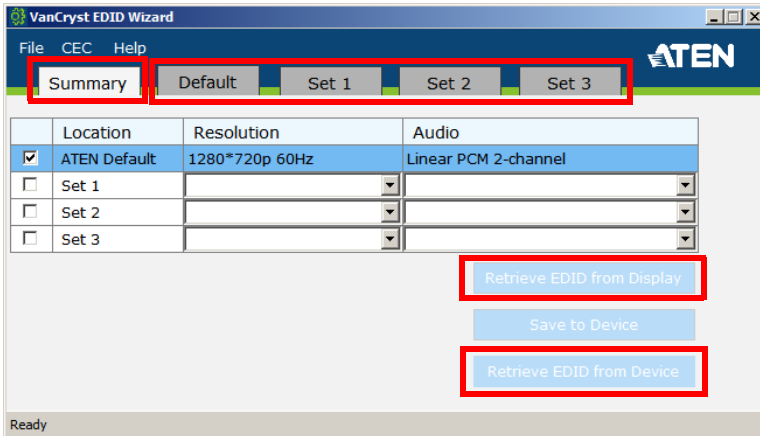 VanCryst EDID Wizard
File CEC Help
ATEN
Summary Default Set 1 Set 2 Set 3
Location Resolution Audio
ATEN Default 1280*720p 60Hz Linear PCM 2-channel
Set 1
Set 2
Set 3
Retrieve EDID from Display
Save to Device
Retrieve EDID from Device
Ready